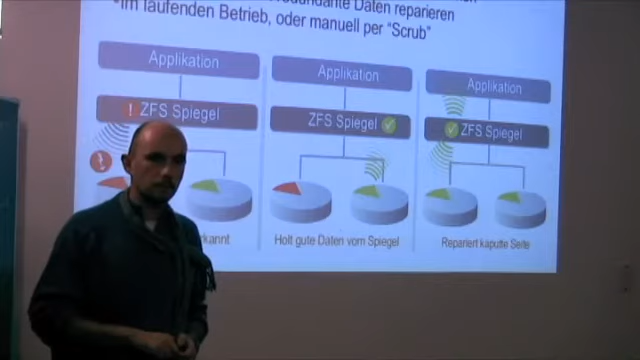 redundante Daten reparieren
Im laufenden Betrieb, oder manuell per "Scrub"
Applikation
Applikation
Applikation
! ZFS Spiegel
ZFS Spiegel
ZFS Spiegel
Holt gute Daten vom Spiegel
Repariert kaputte Seite